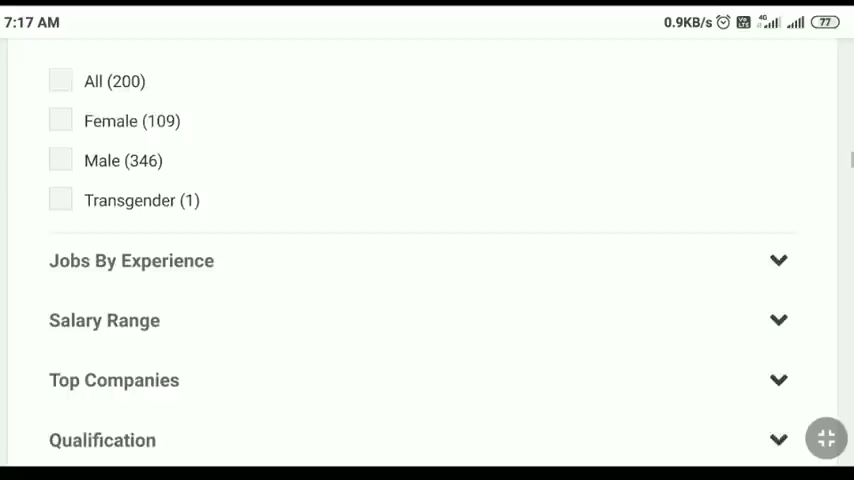 7:17 AM
0.9KB/s
4G
77
All (200)
Female (109)
Male (346)
Transgender (1)
Jobs By Experience
Salary Range
Top Companies
Qualification